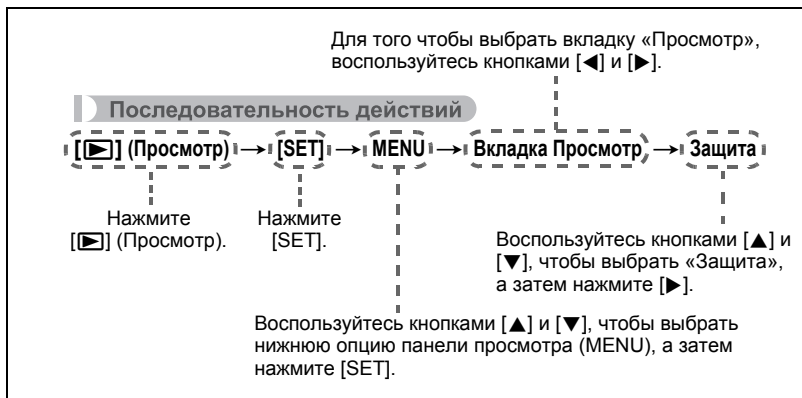 Для того чтобы выбрать вкладку «Просмотр»,
воспользуйтесь кнопками [◀] и [▶].
Последовательность действий
[▶] (Просмотр) → [SET] → MENU → Вкладка Просмотр → Защита
Нажмите
[▶] (Просмотр).
Нажмите
[SET].
Воспользуйтесь кнопками [▲] и
[▼], чтобы выбрать «Защита»,
а затем нажмите [▶].
Воспользуйтесь кнопками [▲] и [▼], чтобы выбрать
нижнюю опцию панели просмотра (MENU), а затем
нажмите [SET].